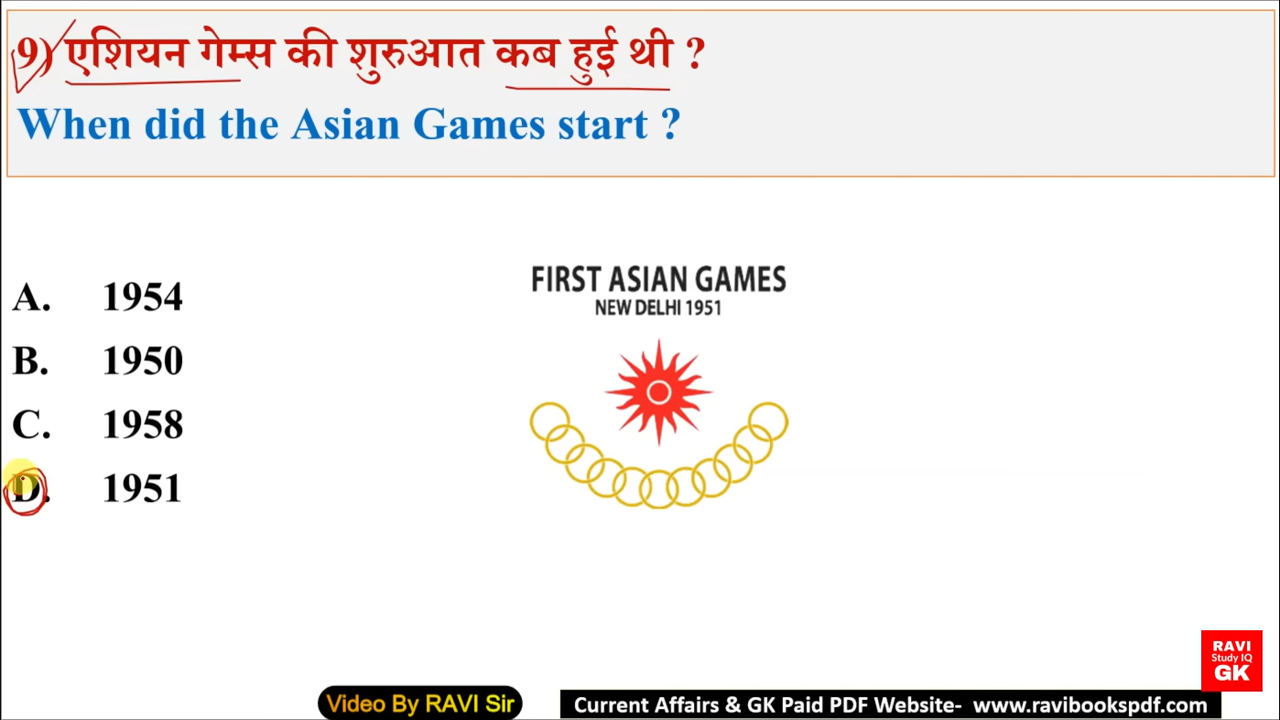 9) एशियन गेम्स की शुरुआत कब हुई थी ?
When did the Asian Games start ?
A. 1954
B. 1950
C. 1958
D. 1951
FIRST ASIAN GAMES
NEW DELHI 1951
RAVI
Study IQ
GK
Video By RAVI Sir
Current Affairs & GK Paid PDF Website- www.ravibookspdf.com